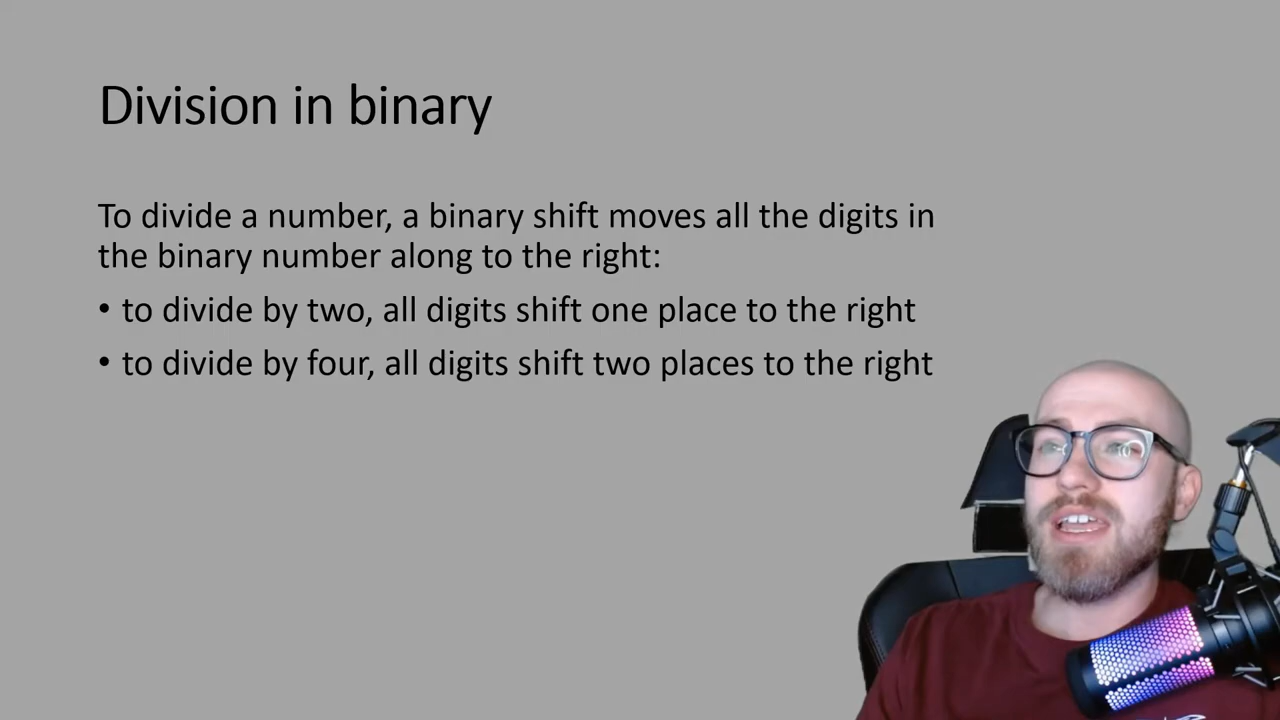 Division in binary
To divide a number, a binary shift moves all the digits in
the binary number along to the right:
• to divide by two, all digits shift one place to the right
• to divide by four, all digits shift two places to the right